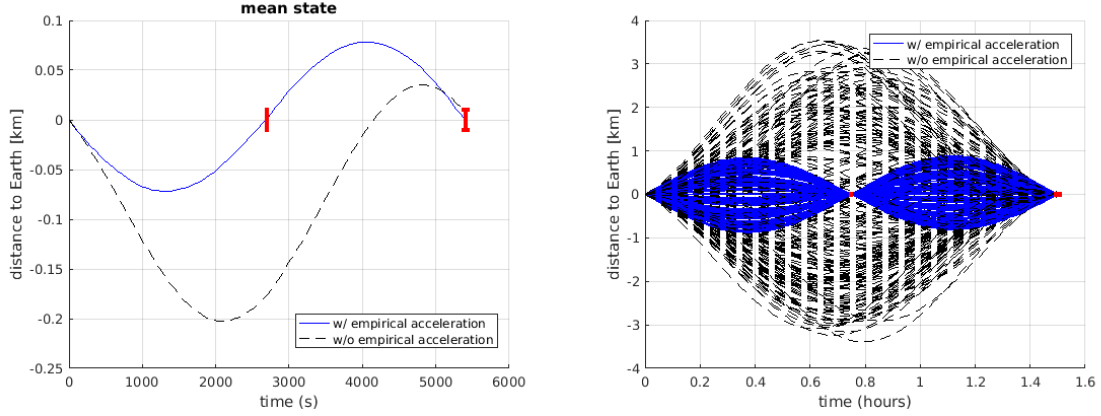 mean state
0.1
0.05
0
-0.05
-0.1
-0.15
-0.2
-0.25
distance to Earth [km]
w/ empirical acceleration
w/o empirical acceleration
0 1000 2000 3000 4000 5000 6000
time (s)
4
3
2
1
0
-1
-2
-3
-4
distance to Earth [km]
w/ empirical acceleration
w/o empirical acceleration
0 0.2 0.4 0.6 0.8 1 1.2 1.4 1.6
time (hours)